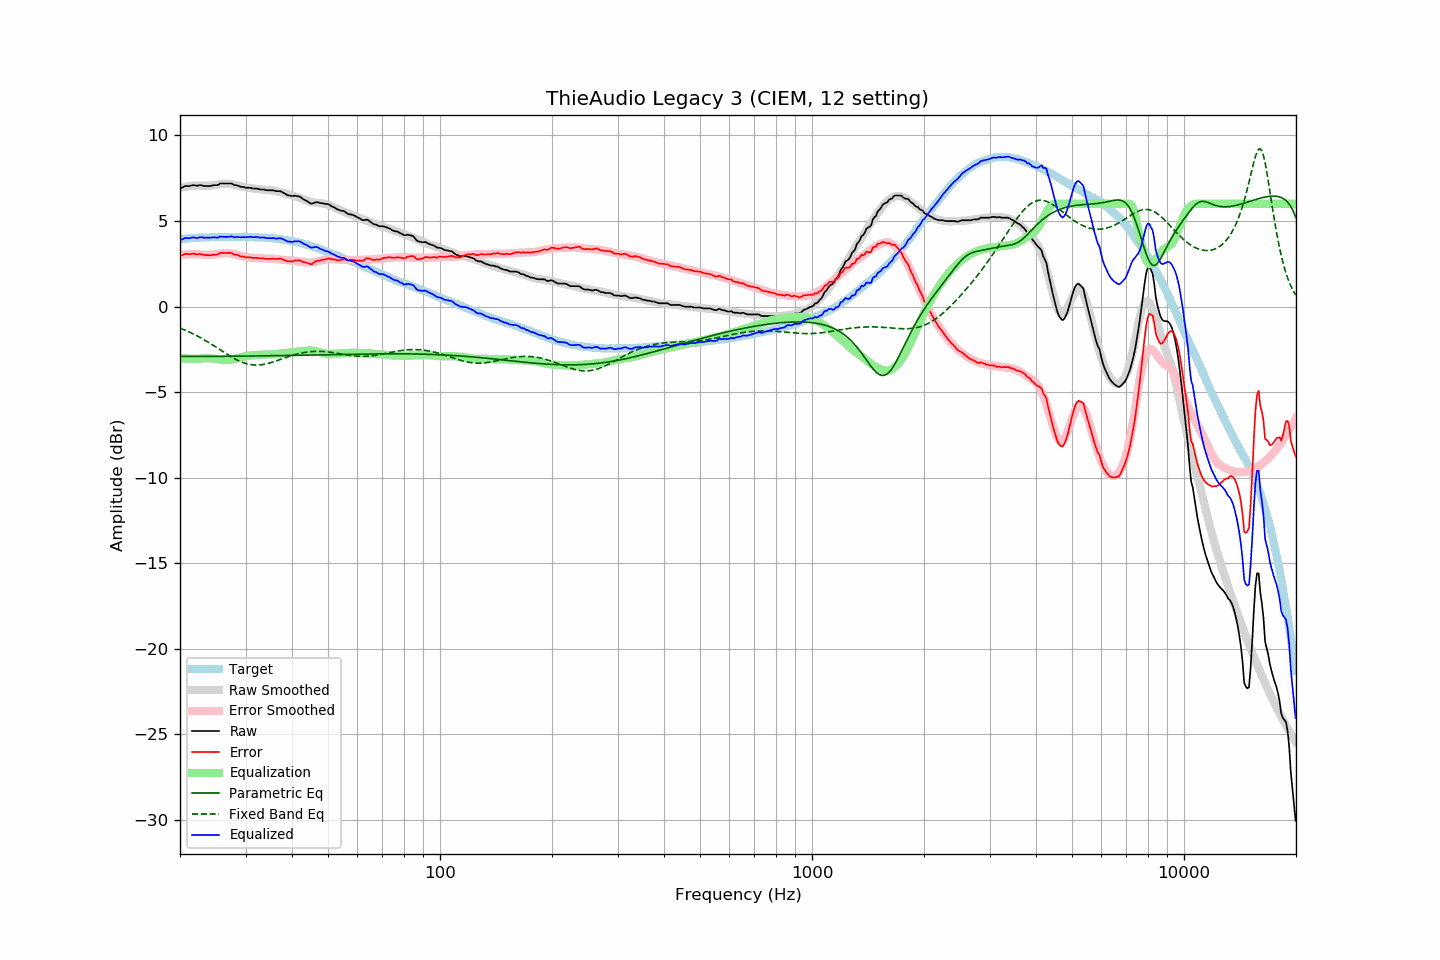 ThieAudio Legacy 3 (CIEM, 12 setting)
10
5
0
−5
−10
−15
−20
−25
−30
Amplitude (dBr)
Target
Raw Smoothed
Error Smoothed
Raw
Error
Equalization
Parametric Eq
Fixed Band Eq
Equalized
100
1000
10000
Frequency (Hz)